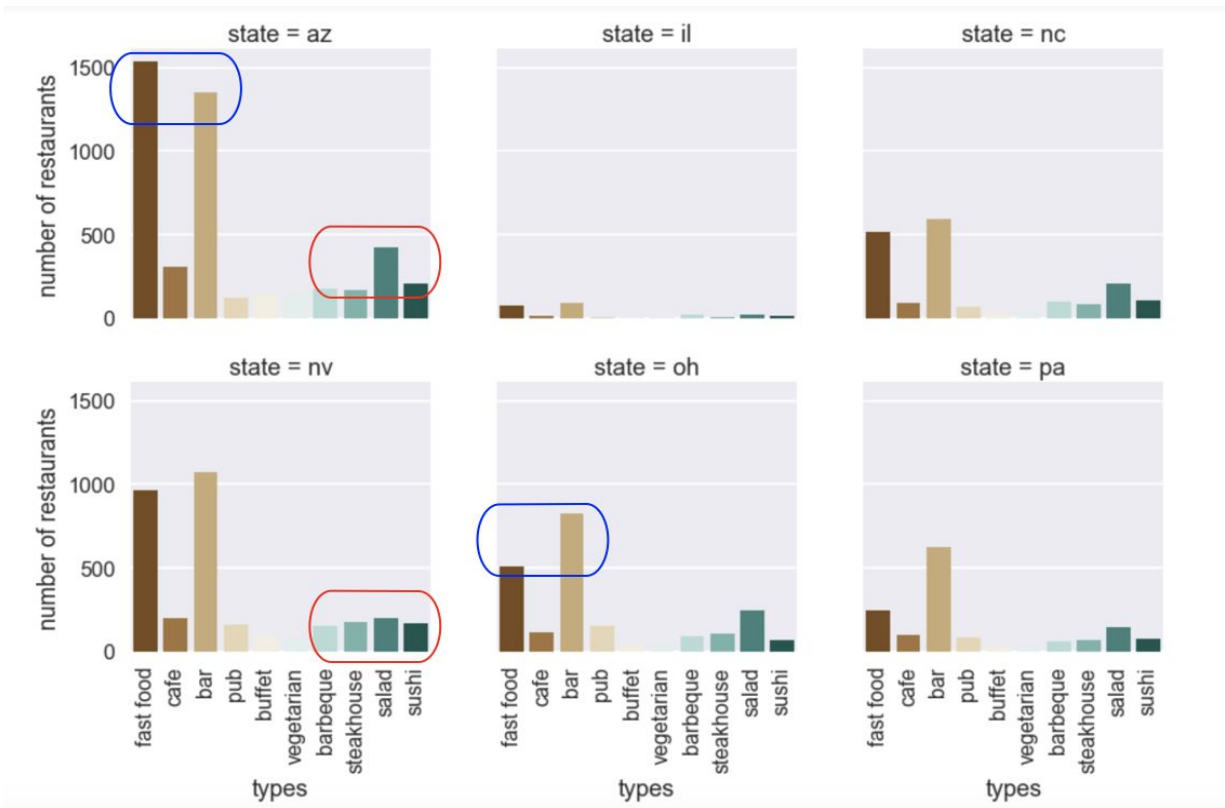 state = az
state = il
state = nc
number of restaurants
1500
1000
500
0
state = nv
state = oh
state = pa
number of restaurants
1500
1000
500
0
fast food
cafe
bar
pub
buffet
vegetarian
barbeque
steakhouse
salad
sushi
fast food
cafe
bar
pub
buffet
vegetarian
barbeque
steakhouse
salad
sushi
fast food
cafe
bar
pub
buffet
vegetarian
barbeque
steakhouse
salad
sushi
types
types
types